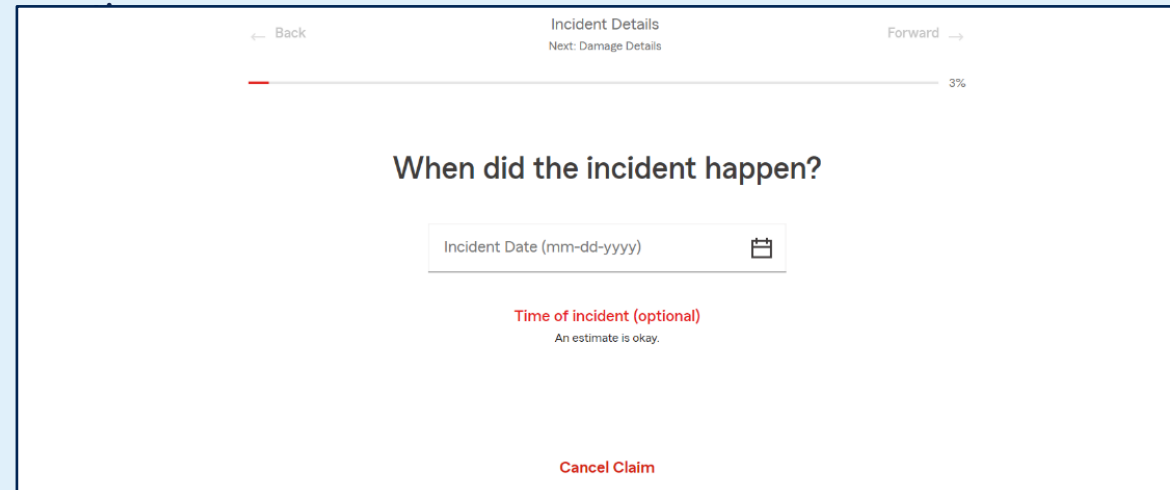 ← Back
Incident Details
Forward →
Next: Damage Details
3%
When did the incident happen?
Incident Date (mm-dd-yyyy)
Time of incident (optional)
An estimate is okay.
Cancel Claim